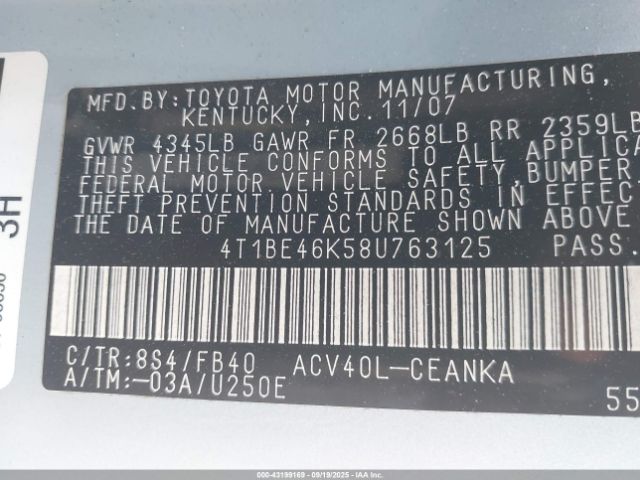 MFD. BY: TOYOTA MOTOR MANUFACTURING,
KENTUCKY, INC. 11/07
GVWR 4345LB GAWR FR 2668LB RR 2359LB
THIS VEHICLE CONFORMS TO ALL APPLICA
FEDERAL MOTOR VEHICLE SAFETY, BUMPER,
THEFT PREVENTION STANDARDS IN EFFEC
THE DATE OF MANUFACTURE SHOWN ABOVE
4T1BE46K58U763125 PASS.
C/TR: 8S4/FB40 ACV40L-CEANKA
A/TM: -03A/U250E
55
3H
000-43199169 - 09/19/2025 - IAA Inc.